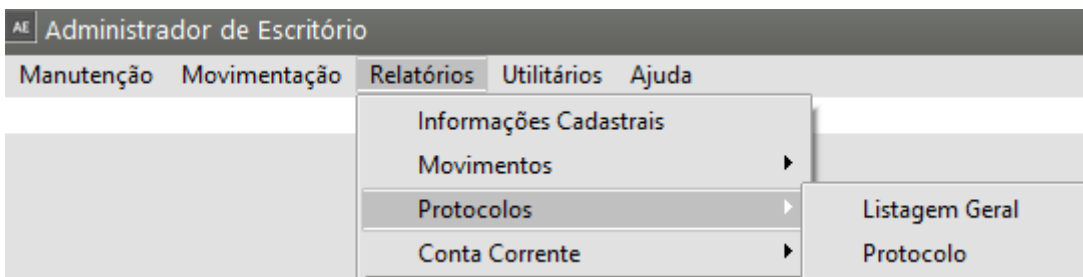 AE Administrador de Escritório
Manutenção Movimentação Relatórios Utilitários Ajuda
Informações Cadastrais
Movimentos
Protocolos
Listagem Geral
Conta Corrente
Protocolo